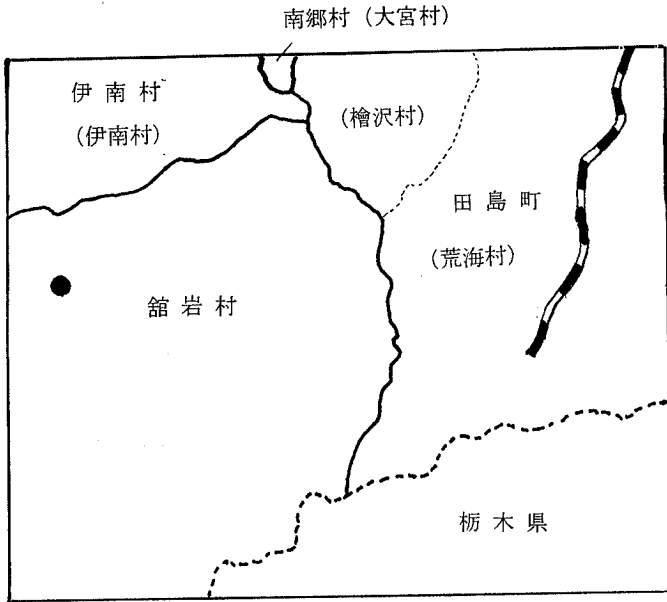 南郷村（大宮村）
伊南村
（伊南村）
（檜沢村）
田島町
（荒海村）
舘岩村
栃木県